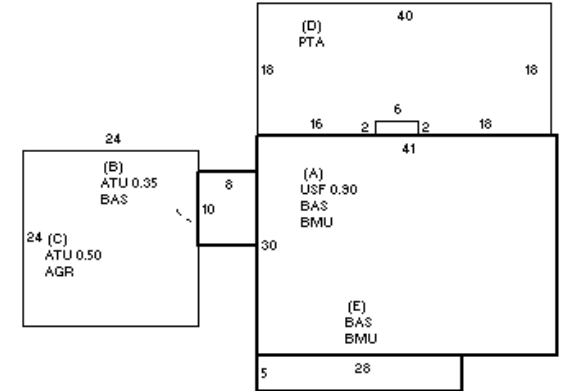 40
(D)
PTA
18
18
6
16
2
2
18
24
41
(B)
ATU 0.35
BAS
8
(A)
USF 0.90
BAS
BMU
10
24
(C)
ATU 0.50
AGR
30
(E)
BAS
BMU
5
28